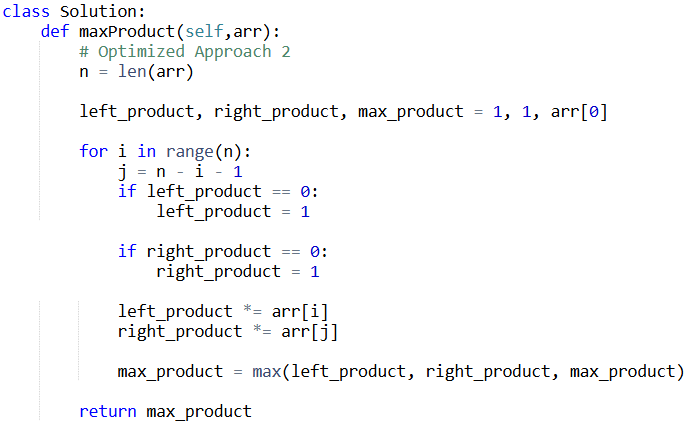 class Solution:
    def maxProduct(self,arr):
        # Optimized Approach 2
        n = len(arr)
        left_product, right_product, max_product = 1, 1, arr[0]
        for i in range(n):
            j = n - i - 1
            if left_product == 0:
                left_product = 1
            if right_product == 0:
                right_product = 1
            left_product *= arr[i]
            right_product *= arr[j]
            max_product = max(left_product, right_product, max_product)
        return max_product